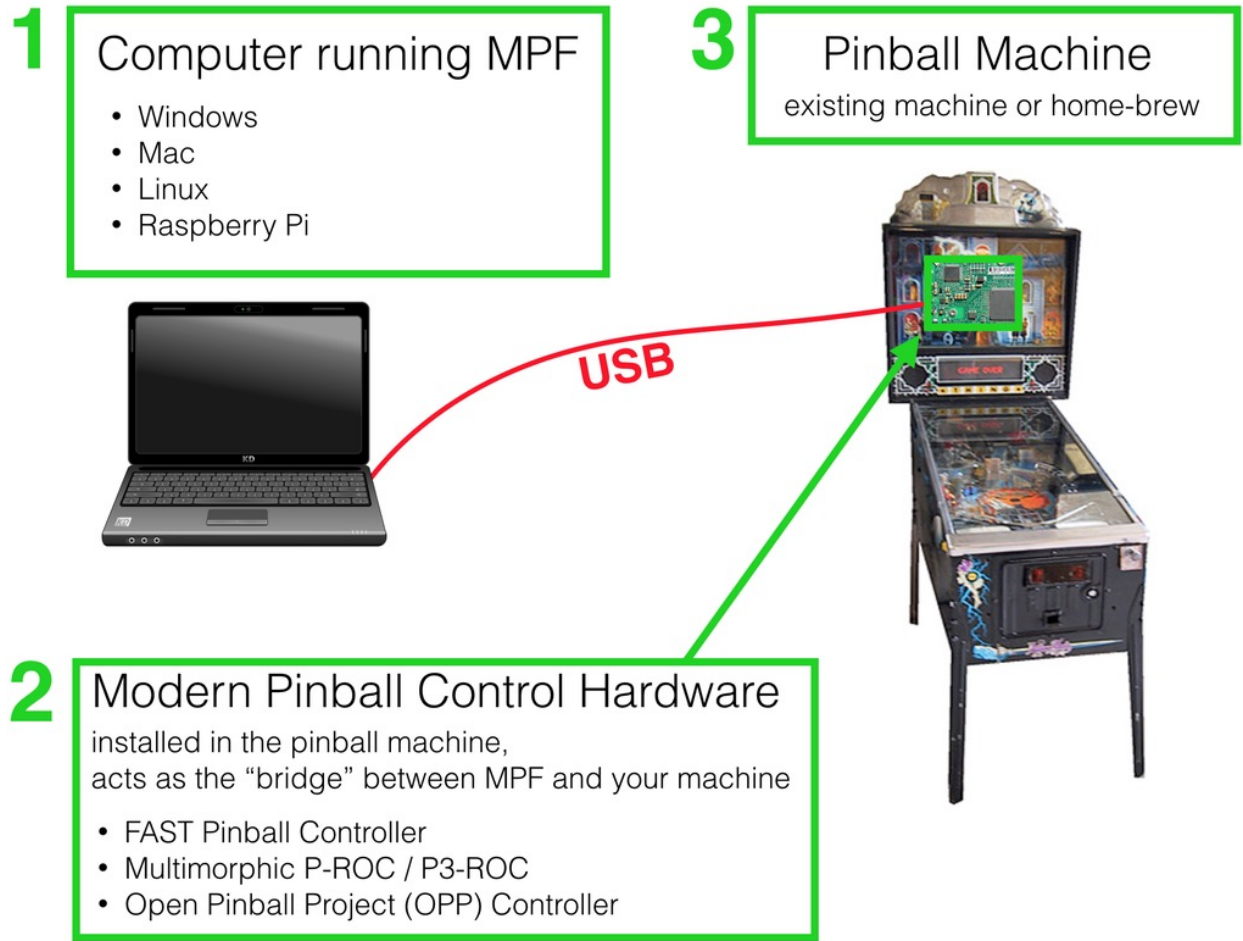 1
Computer running MPF
• Windows
• Mac
• Linux
• Raspberry Pi
3
Pinball Machine
existing machine or home-brew
USB
GAME OVER
KD
2
Modern Pinball Control Hardware
installed in the pinball machine,
acts as the “bridge” between MPF and your machine
• FAST Pinball Controller
• Multimorphic P-ROC / P3-ROC
• Open Pinball Project (OPP) Controller